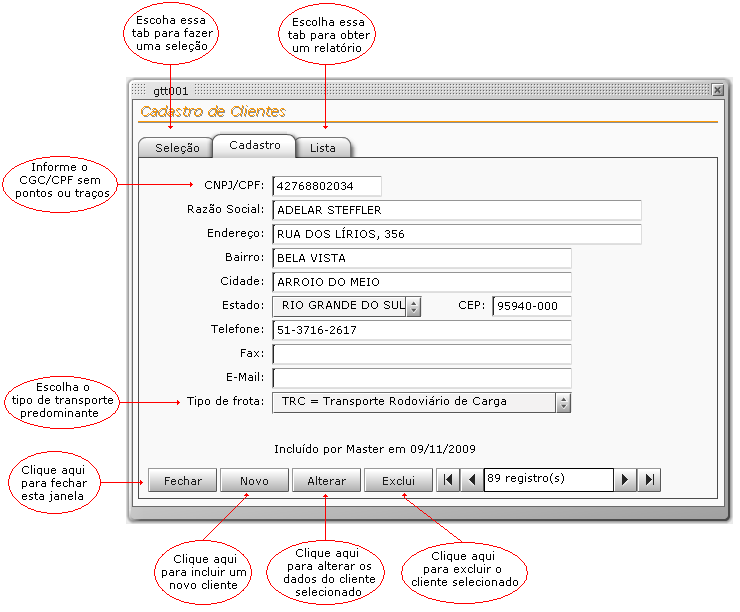 Escoha essa
tab para fazer
uma seleção
Escolha essa
tab para obter
um relatório
gtt001
Cadastro de Clientes
Seleção
Cadastro
Lista
Informe o
CGC/CPF sem
pontos ou traços
CNPJ/CPF: 42768802034
Razão Social: ADELAR STEFFLER
Endereço: RUA DOS LÍRIOS, 356
Bairro: BELA VISTA
Cidade: ARROIO DO MEIO
Estado: RIO GRANDE DO SUL CEP: 95940-000
Telefone: 51-3716-2617
Fax:
E-Mail:
Escolha o
tipo de transporte
predominante
Tipo de frota: TRC = Transporte Rodoviário de Carga
Incluído por Master em 09/11/2009
Clique aqui
para fechar
esta janela
Fechar Novo Alterar Exclui 89 registro(s)
Clique aqui
para incluir um
novo cliente
Clique aqui
para alterar os
dados do cliente
selecionado
Clique aqui
para excluir o
cliente selecionado